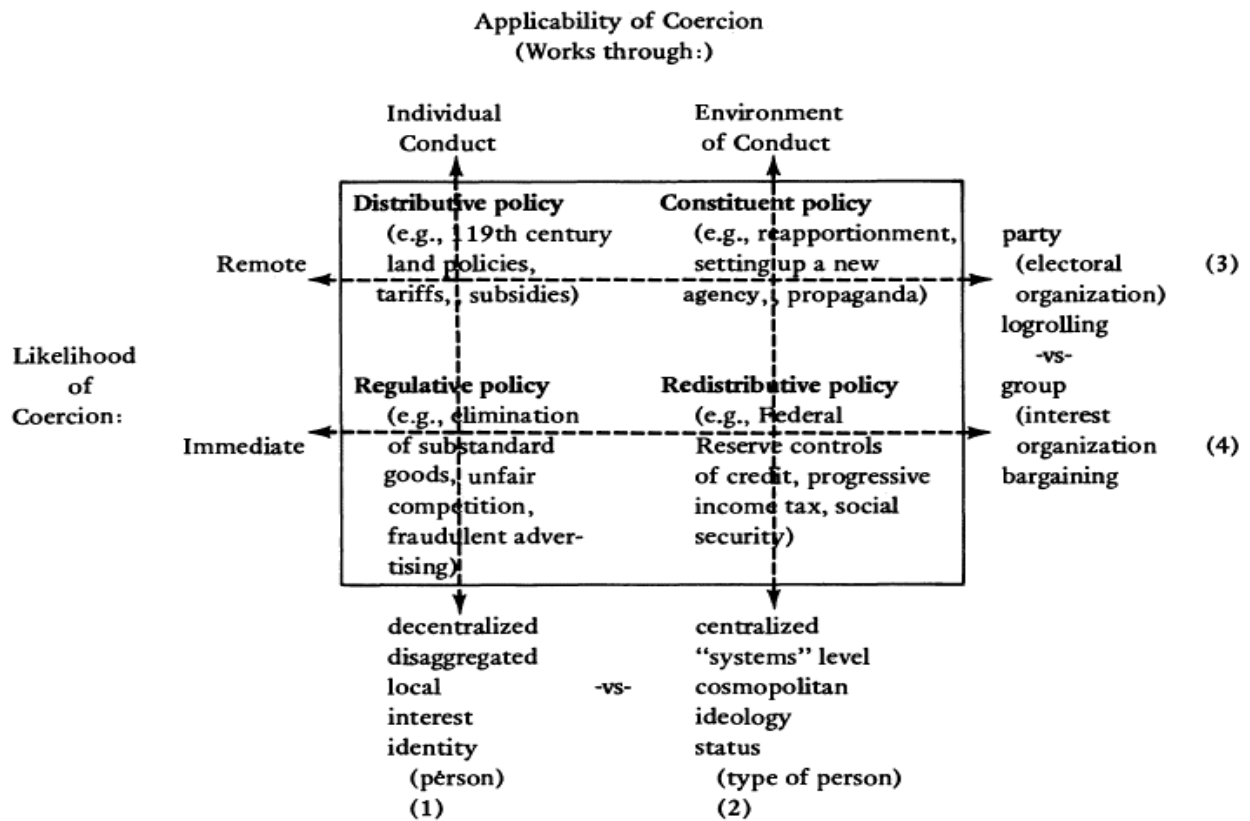 Applicability of Coercion
(Works through:)
Individual
Conduct
Environment
of Conduct
Likelihood
of
Coercion:
Remote
Immediate
Distributive policy
(e.g., 119th century
land policies,
tariffs, subsidies)
Constituent policy
(e.g., reapportionment,
setting up a new
agency, propaganda)
Regulative policy
(e.g., elimination
of substandard
goods, unfair
competition,
fraudulent adver-
tising)
Redistributive policy
(e.g., Federal
Reserve controls
of credit, progressive
income tax, social
security)
party
(electoral (3)
organization)
logrolling
-vs-
group
(interest
organization (4)
bargaining
decentralized
disaggregated
local
interest
identity
(person)
(1)
-vs-
centralized
“systems” level
cosmopolitan
ideology
status
(type of person)
(2)